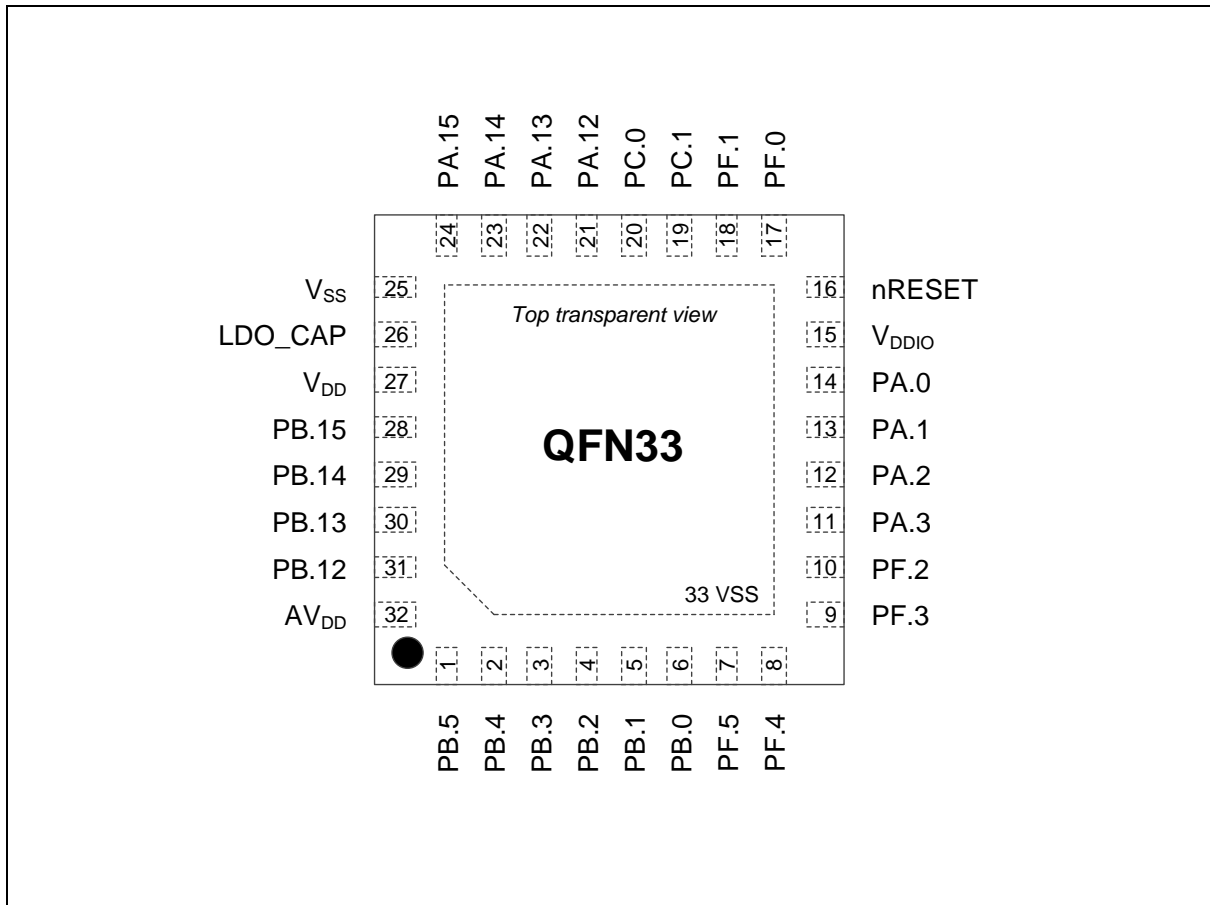 PA.15 PA.14 PA.13 PA.12 PC.0 PC.1 PF.1 PF.0
24 23 22 21 20 19 18 17
VSS 25 16 nRESET
Top transparent view
LDO_CAP 26 15 VDDIO
VDD 27 14 PA.0
PB.15 28 13 PA.1
QFN33
PB.14 29 12 PA.2
PB.13 30 11 PA.3
PB.12 31 10 PF.2
33 VSS
AVDD 32 9 PF.3
1 2 3 4 5 6 7 8
PB.5 PB.4 PB.3 PB.2 PB.1 PB.0 PF.5 PF.4